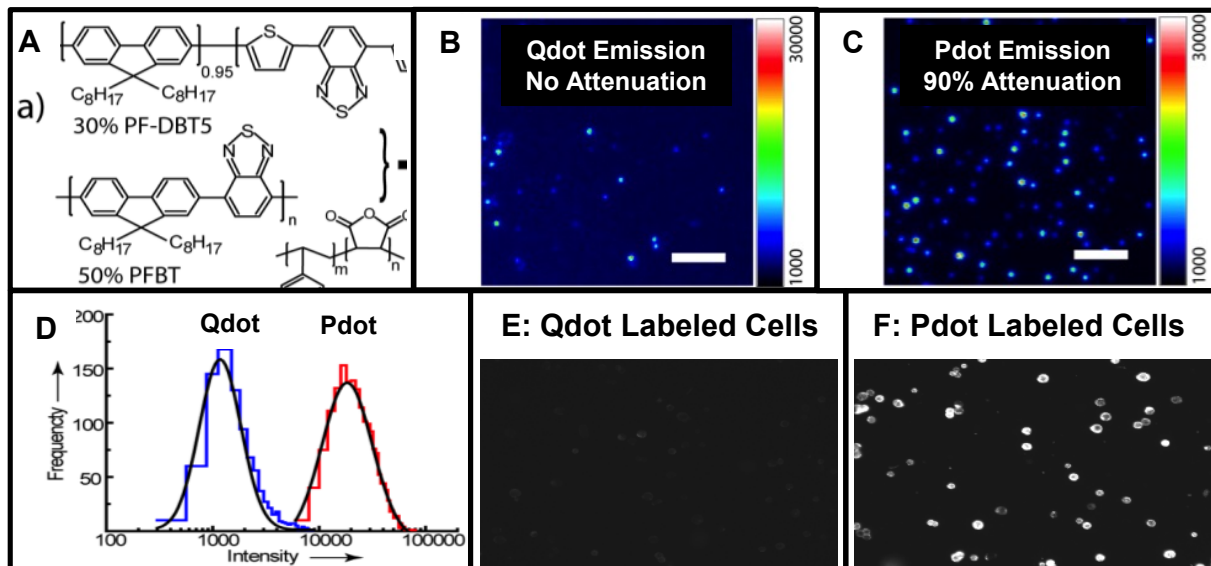 A
S
0.95
N
N
S
C8H17
C8H17
a)
30% PF-DBT5
S
N
N
n
C8H17
C8H17
50% PFBT
O
O
O
m
n
B
Qdot Emission
No Attenuation
30000
1000
C
Pdot Emission
90% Attenuation
30000
1000
D
Qdot
Pdot
200
150
100
50
Frequency
100
1000
10000
100000
Intensity
E: Qdot Labeled Cells
F: Pdot Labeled Cells